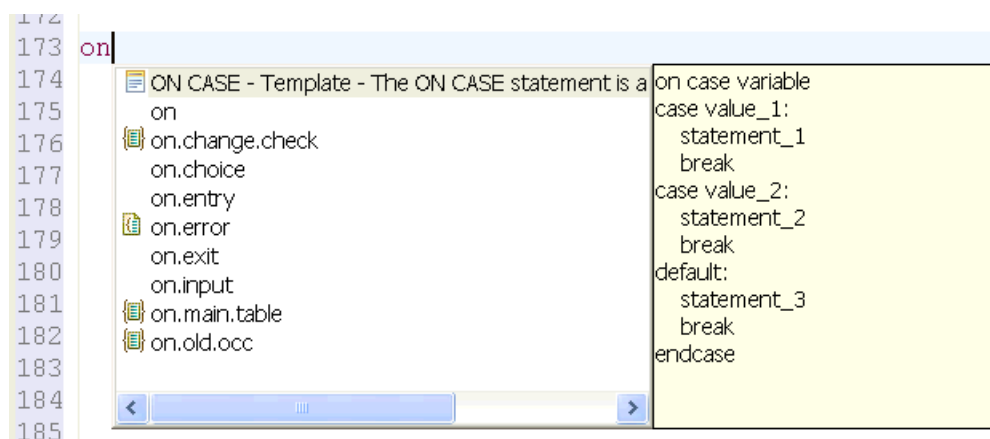 172
173 on
174
175
176
177
178
179
180
181
182
183
184
185
ON CASE - Template - The ON CASE statement is a
on
on.change.check
on.choice
on.entry
on.error
on.exit
on.input
on.main.table
on.old.occ
on case variable
case value_1:
statement_1
break
case value_2:
statement_2
break
default:
statement_3
break
endcase